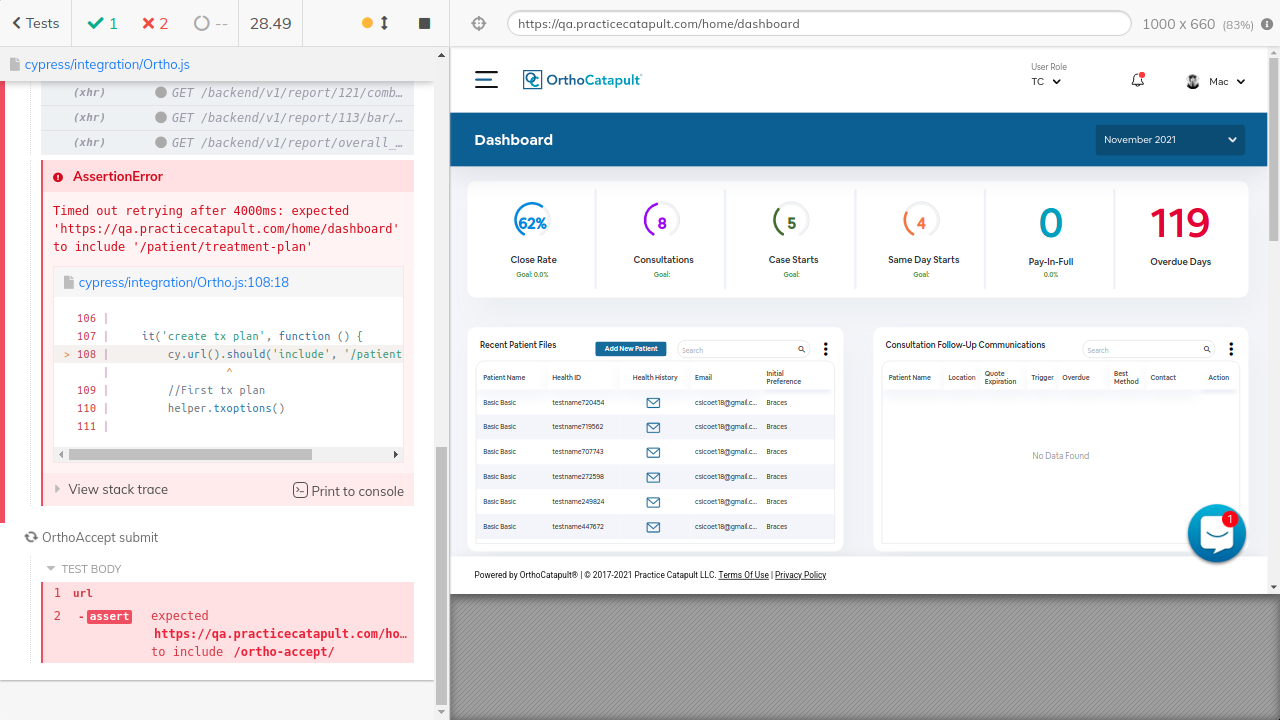 Tests
1
2
--
28.49
https://qa.practicecatapult.com/home/dashboard
1000 x 660 (83%)
cypress/integration/Ortho.js
(xhr) GET /backend/v1/report/121/comb…
(xhr) GET /backend/v1/report/113/bar/…
(xhr) GET /backend/v1/report/overall_…
AssertionError
Timed out retrying after 4000ms: expected
'https://qa.practicecatapult.com/home/dashboard'
to include '/patient/treatment-plan'
cypress/integration/Ortho.js:108:18
106 |
107 | it('create tx plan', function () {
> 108 | cy.url().should('include', '/patient
| ^
109 | //First tx plan
110 | helper.txoptions()
111 |
View stack trace
Print to console
OrthoAccept submit
TEST BODY
1 url
2 -assert expected
https://qa.practicecatapult.com/ho…
to include /ortho-accept/
OrthoCatapult
User Role
TC
Mac
Dashboard
November 2021
62%
Close Rate
Goal: 0.0%
8
Consultations
Goal:
5
Case Starts
Goal:
4
Same Day Starts
Goal:
0
Pay-In-Full
0.0%
119
Overdue Days
Recent Patient Files
Add New Patient
Search
Patient Name Health ID Health History Email Initial Preference
Basic Basic testname720454 csicoet18@gmail.c... Braces
Basic Basic testname719562 csicoet18@gmail.c... Braces
Basic Basic testname707743 csicoet18@gmail.c... Braces
Basic Basic testname272598 csicoet18@gmail.c... Braces
Basic Basic testname249824 csicoet18@gmail.c... Braces
Basic Basic testname447672 csicoet18@gmail.c... Braces
Consultation Follow-Up Communications
Search
Patient Name Location Quote Expiration Trigger Overdue Best Method Contact Action
No Data Found
1
Powered by OrthoCatapult® | © 2017-2021 Practice Catapult LLC. Terms Of Use | Privacy Policy